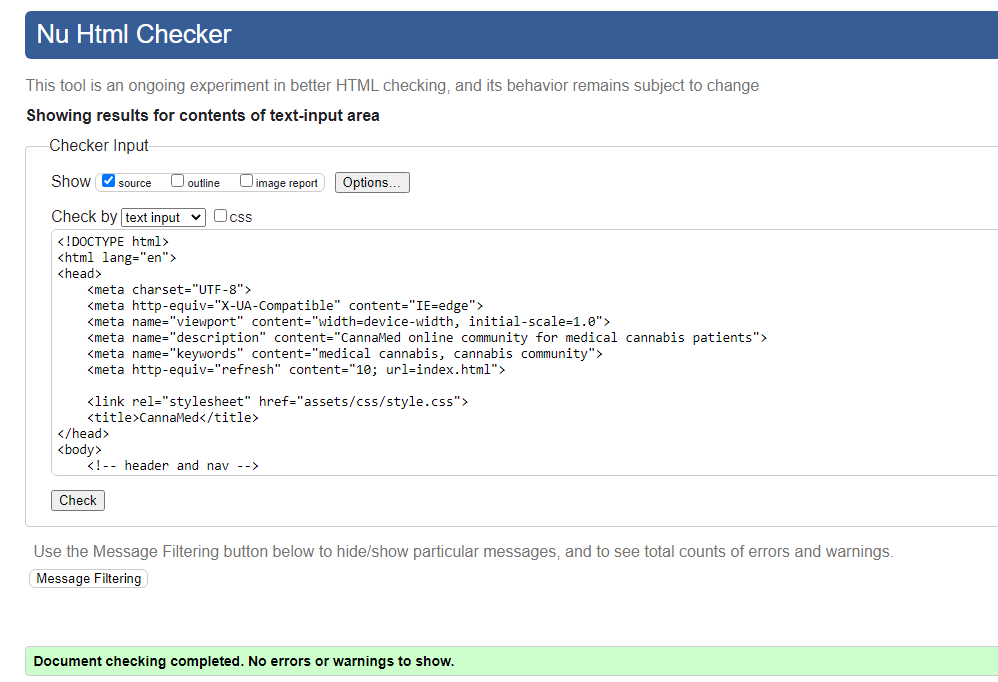 Nu Html Checker
This tool is an ongoing experiment in better HTML checking, and its behavior remains subject to change
Showing results for contents of text-input area
Checker Input
Show source outline image report Options...
Check by text input css
<!DOCTYPE html>
<html lang="en">
<head>
    <meta charset="UTF-8">
    <meta http-equiv="X-UA-Compatible" content="IE=edge">
    <meta name="viewport" content="width=device-width, initial-scale=1.0">
    <meta name="description" content="CannaMed online community for medical cannabis patients">
    <meta name="keywords" content="medical cannabis, cannabis community">
    <meta http-equiv="refresh" content="10; url=index.html">
    <link rel="stylesheet" href="assets/css/style.css">
    <title>CannaMed</title>
</head>
<body>
    <!-- header and nav -->
Check
Use the Message Filtering button below to hide/show particular messages, and to see total counts of errors and warnings.
Message Filtering
Document checking completed. No errors or warnings to show.